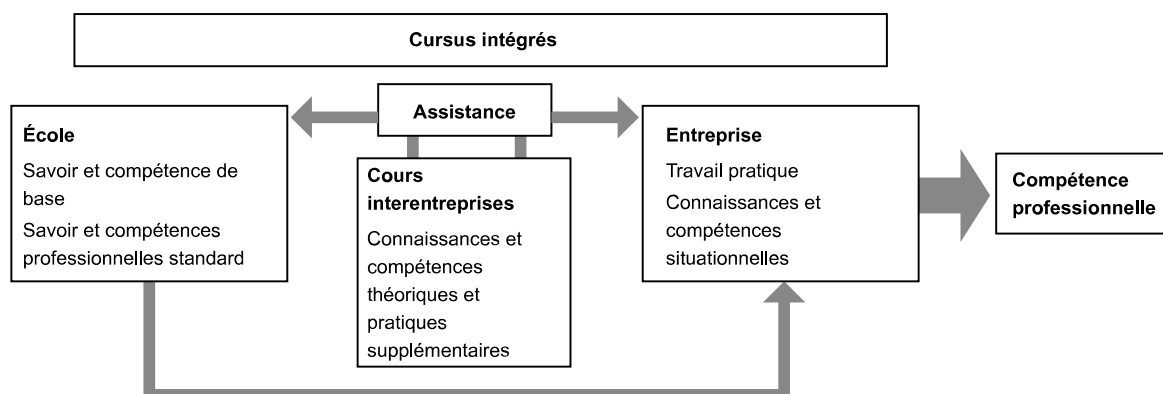 Cursus intégrés
Assistance
École
Savoir et compétence de
base
Savoir et compétences
professionnelles standard
Cours
interentreprises
Connaissances et
compétences
théoriques et
pratiques
supplémentaires
Entreprise
Travail pratique
Connaissances et
compétences
situationnelles
Compétence
professionnelle